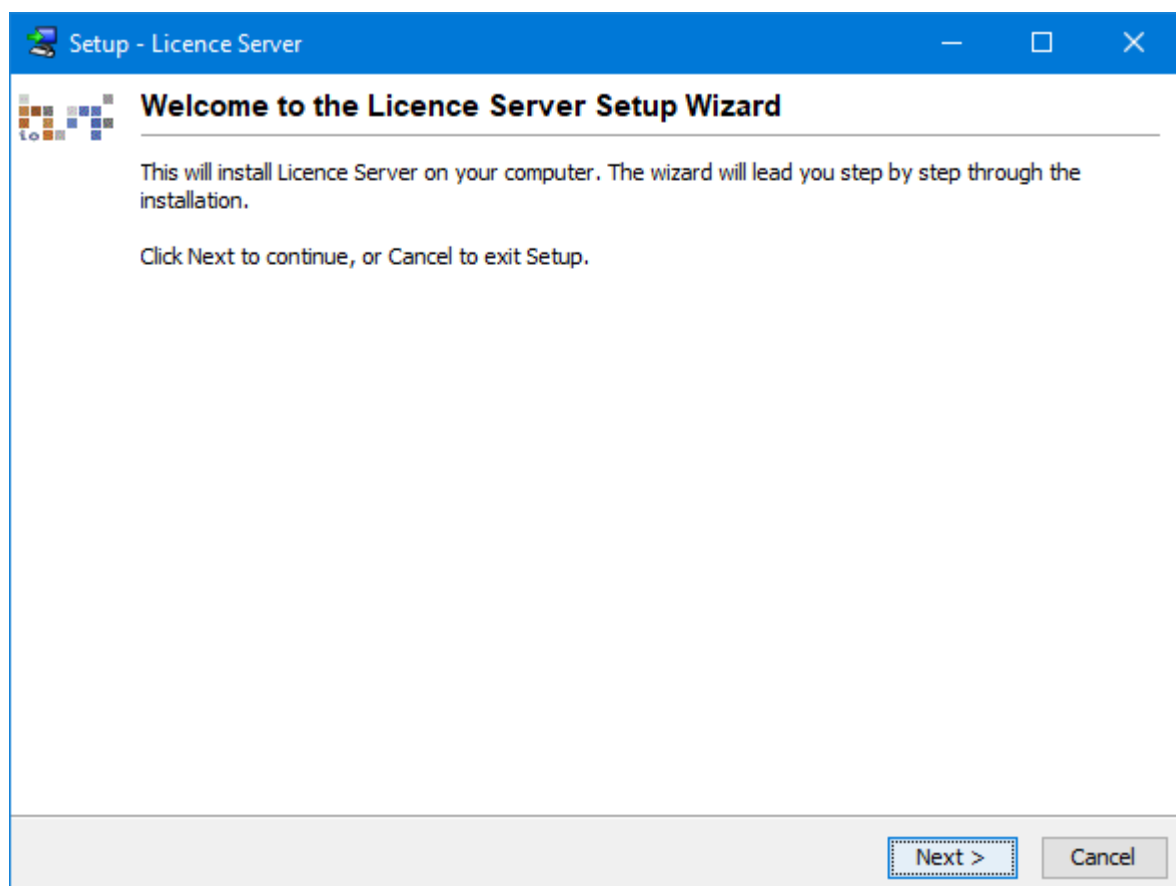 Setup - Licence Server
Welcome to the Licence Server Setup Wizard
io
This will install Licence Server on your computer. The wizard will lead you step by step through the
installation.
Click Next to continue, or Cancel to exit Setup.
Next >
Cancel